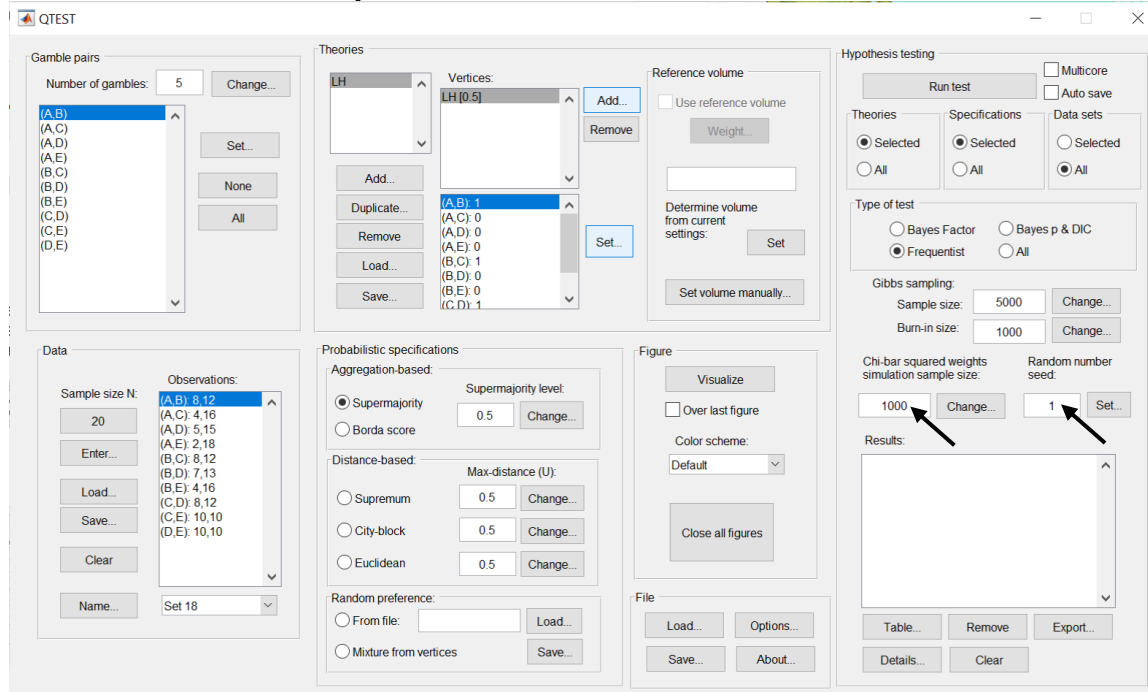 QTEST
Gamble pairs
Number of gambles: 5 Change...
(A,B)
(A,C)
(A,D)
(A,E)
(B,C)
(B,D)
(B,E)
(C,D)
(C,E)
(D,E)
Set...
None
All
Theories
LH
Add...
Duplicate...
Remove
Load...
Save...
Vertices:
LH [0.5]
Add...
Remove
(A,B): 1
(A,C): 0
(A,D): 0
(A,E): 0
(B,C): 1
(B,D): 0
(B,E): 0
(C,D): 1
Set...
Reference volume
Use reference volume
Weight...
Determine volume
from current
settings:
Set
Set volume manually...
Hypothesis testing
Run test
Multicore
Auto save
Theories
Selected
All
Specifications
Selected
All
Data sets
Selected
All
Type of test
Bayes Factor Bayes p & DIC
Frequentist All
Gibbs sampling:
Sample size: 5000 Change...
Burn-in size: 1000 Change...
Chi-bar squared weights
simulation sample size:
1000 Change...
Random number
seed:
1 Set...
Results:
Table... Remove Export...
Details... Clear
Data
Sample size N:
20
Enter...
Load...
Save...
Clear
Name... Set 18
Observations:
(A,B): 8,12
(A,C): 4,16
(A,D): 5,15
(A,E): 2,18
(B,C): 8,12
(B,D): 7,13
(B,E): 4,16
(C,D): 8,12
(C,E): 10,10
(D,E): 10,10
Probabilistic specifications
Aggregation-based:
Supermajority level:
Supermajority 0.5 Change...
Borda score
Distance-based:
Max-distance (U):
Supremum 0.5 Change...
City-block 0.5 Change...
Euclidean 0.5 Change...
Random preference:
From file: Load...
Mixture from vertices Save...
Figure
Visualize
Over last figure
Color scheme:
Default
Close all figures
File
Load... Options...
Save... About...